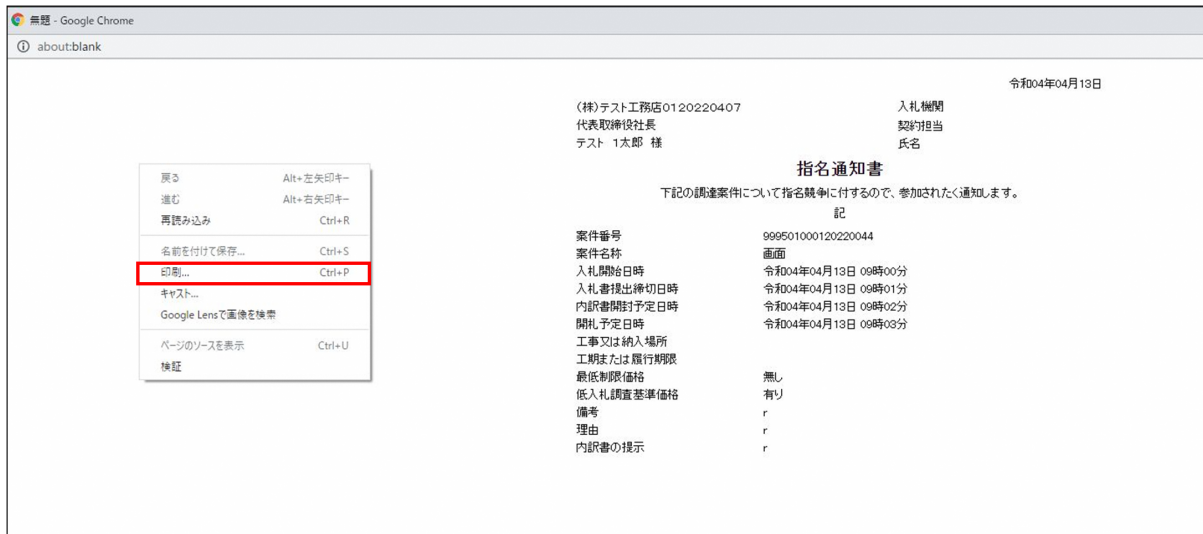 無題 - Google Chrome
about:blank
令和04年04月13日
(株)テスト工務店0120220407 入札機関
代表取締役社長 契約担当
テスト 1太郎 様 氏名
指名通知書
下記の調達案件について指名競争に付するので、参加されたく通知します。
記
案件番号 999501000120220044
案件名称 画面
入札開始日時 令和04年04月13日 09時00分
入札書提出締切日時 令和04年04月13日 09時01分
内訳書開封予定日時 令和04年04月13日 09時02分
開札予定日時 令和04年04月13日 09時03分
工事又は納入場所
工期または履行期限
最低制限価格 無し
低入札調査基準価格 有り
備考 r
理由 r
内訳書の提示 r
戻る Alt+左矢印キー
進む Alt+右矢印キー
再読み込み Ctrl+R
名前を付けて保存... Ctrl+S
印刷... Ctrl+P
キャスト...
Google Lensで画像を検索
ページのソースを表示 Ctrl+U
検証